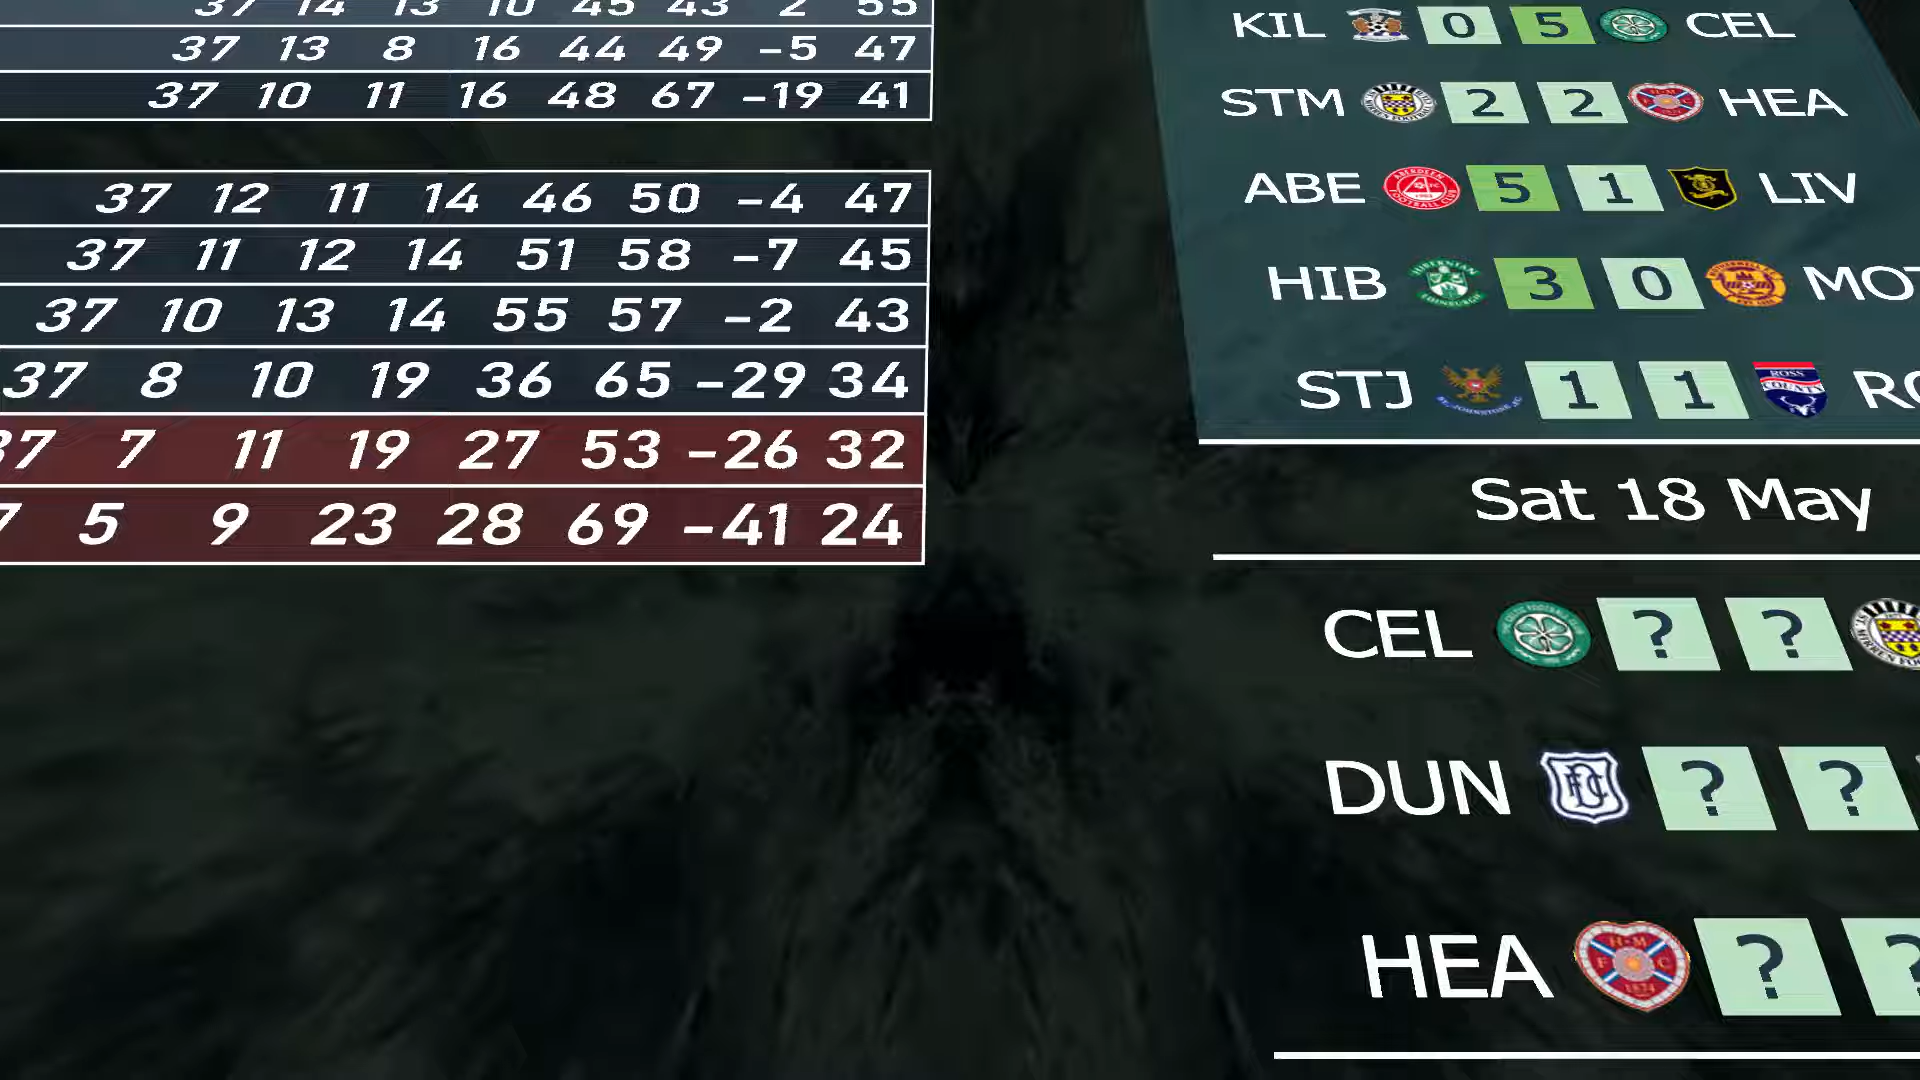 37 14 13 10 45 43 2 55
37 13 8 16 44 49 -5 47
37 10 11 16 48 67 -19 41
37 12 11 14 46 50 -4 47
37 11 12 14 51 58 -7 45
37 10 13 14 55 57 -2 43
37 8 10 19 36 65 -29 34
37 7 11 19 27 53 -26 32
7 5 9 23 28 69 -41 24
KIL 0 5 CEL
STM 2 2 HEA
ABE 5 1 LIV
HIB 3 0 MOT
STJ 1 1 RO
Sat 18 May
CEL ? ?
DUN ? ?
HEA ? ?